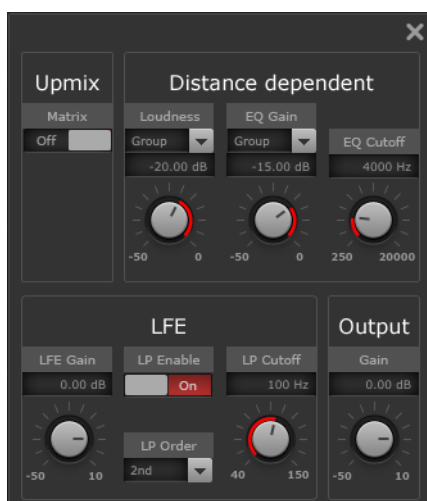 Upmix
Distance dependent
Matrix
Loudness
EQ Gain
Off
Group
Group
EQ Cutoff
-20.00 dB
-15.00 dB
4000 Hz
-50 0
-50 0
250 20000
LFE
Output
LFE Gain
LP Enable
LP Cutoff
Gain
0.00 dB
On
100 Hz
0.00 dB
LP Order
2nd
-50 10
40 150
-50 10